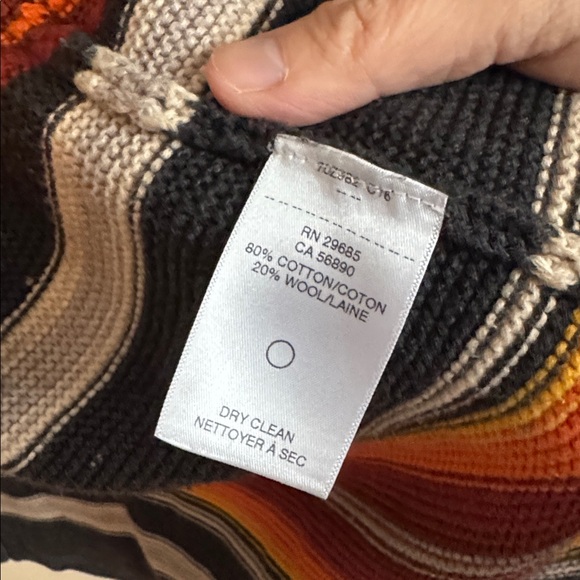 RN 29685
CA 56890
80% COTTON/COTON
20% WOOL/LAINE
DRY CLEAN
NETTOYER À SEC